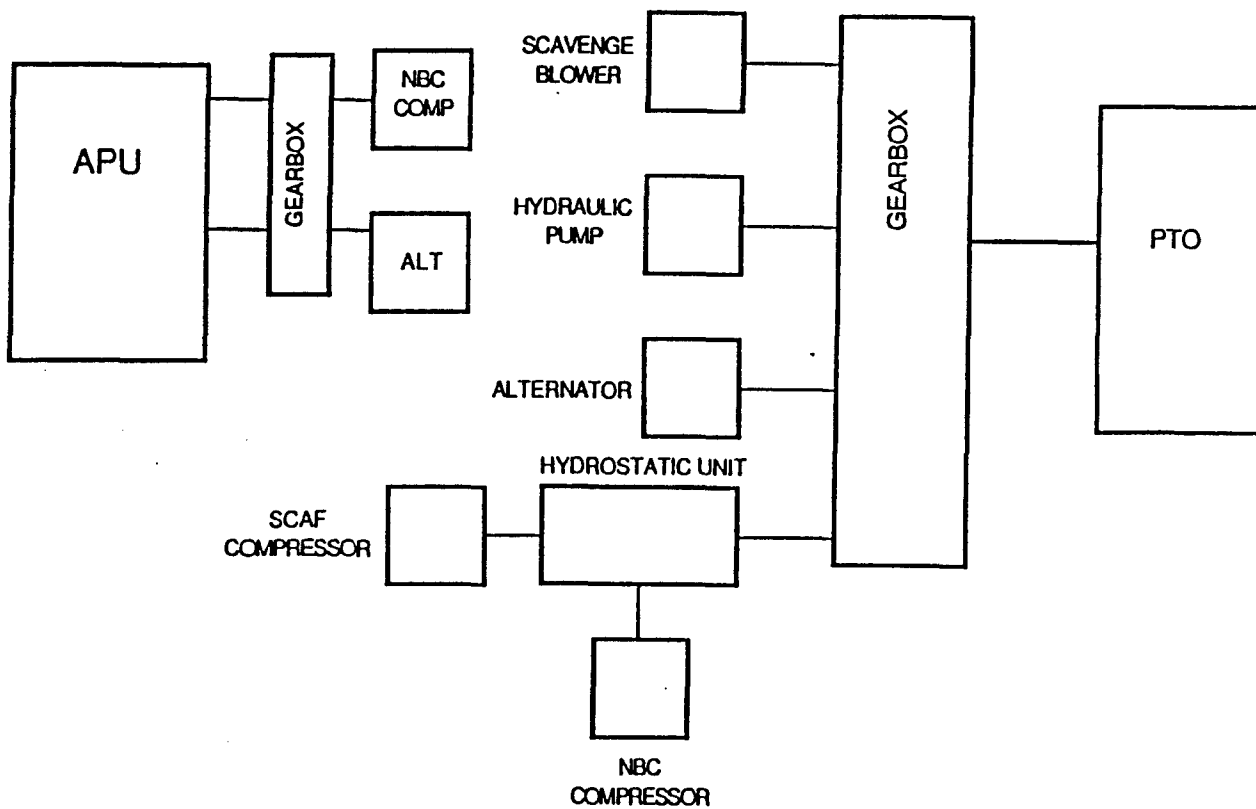 APU
GEARBOX
NBC
COMP
ALT
SCAVENGE
BLOWER
HYDRAULIC
PUMP
ALTERNATOR
HYDROSTATIC UNIT
SCAF
COMPRESSOR
NBC
COMPRESSOR
GEARBOX
PTO